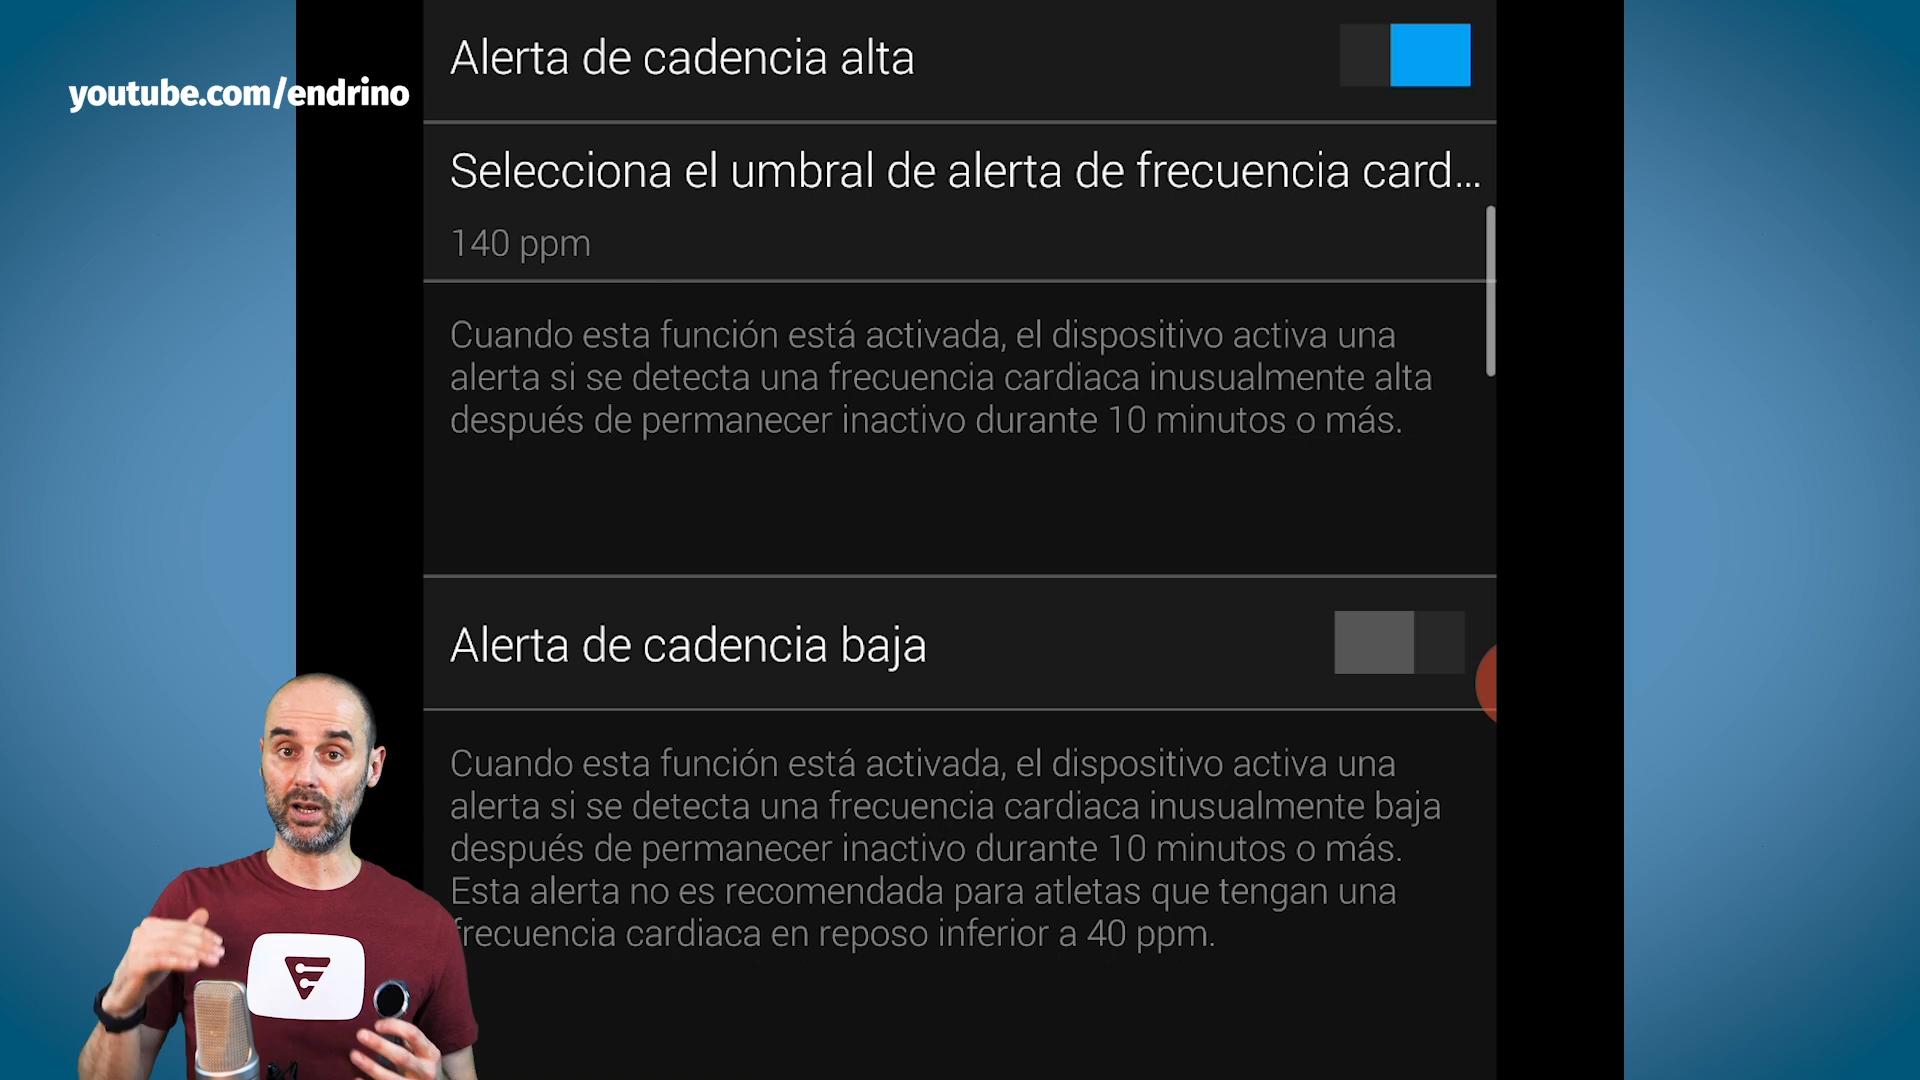 Alerta de cadencia alta
youtube.com/endrino
Selecciona el umbral de alerta de frecuencia card...
140 ppm
Cuando esta función está activada, el dispositivo activa una
alerta si se detecta una frecuencia cardiaca inusualmente alta
después de permanecer inactivo durante 10 minutos o más.
Alerta de cadencia baja
Cuando esta función está activada, el dispositivo activa una
alerta si se detecta una frecuencia cardiaca inusualmente baja
después de permanecer inactivo durante 10 minutos o más.
Esta alerta no es recomendada para atletas que tengan una
frecuencia cardiaca en reposo inferior a 40 ppm.